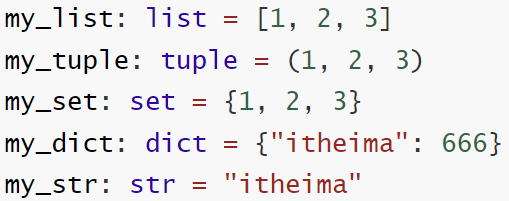 my_list: list = [1, 2, 3]
my_tuple: tuple = (1, 2, 3)
my_set: set = {1, 2, 3}
my_dict: dict = {"itheima": 666}
my_str: str = "itheima"